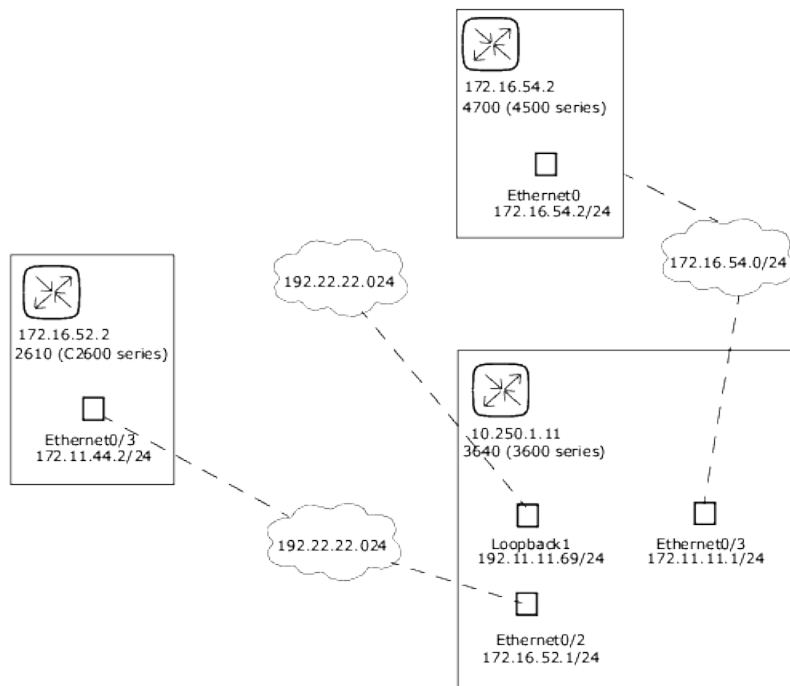 172.16.54.2
4700 (4500 series)
Ethernet0
172.16.54.2/24
172.16.54.0/24
192.22.22.024
172.16.52.2
2610 (C2600 series)
Ethernet0/3
172.11.44.2/24
10.250.1.11
3640 (3600 series)
Loopback1
192.11.11.69/24
Ethernet0/3
172.11.11.1/24
192.22.22.024
Ethernet0/2
172.16.52.1/24